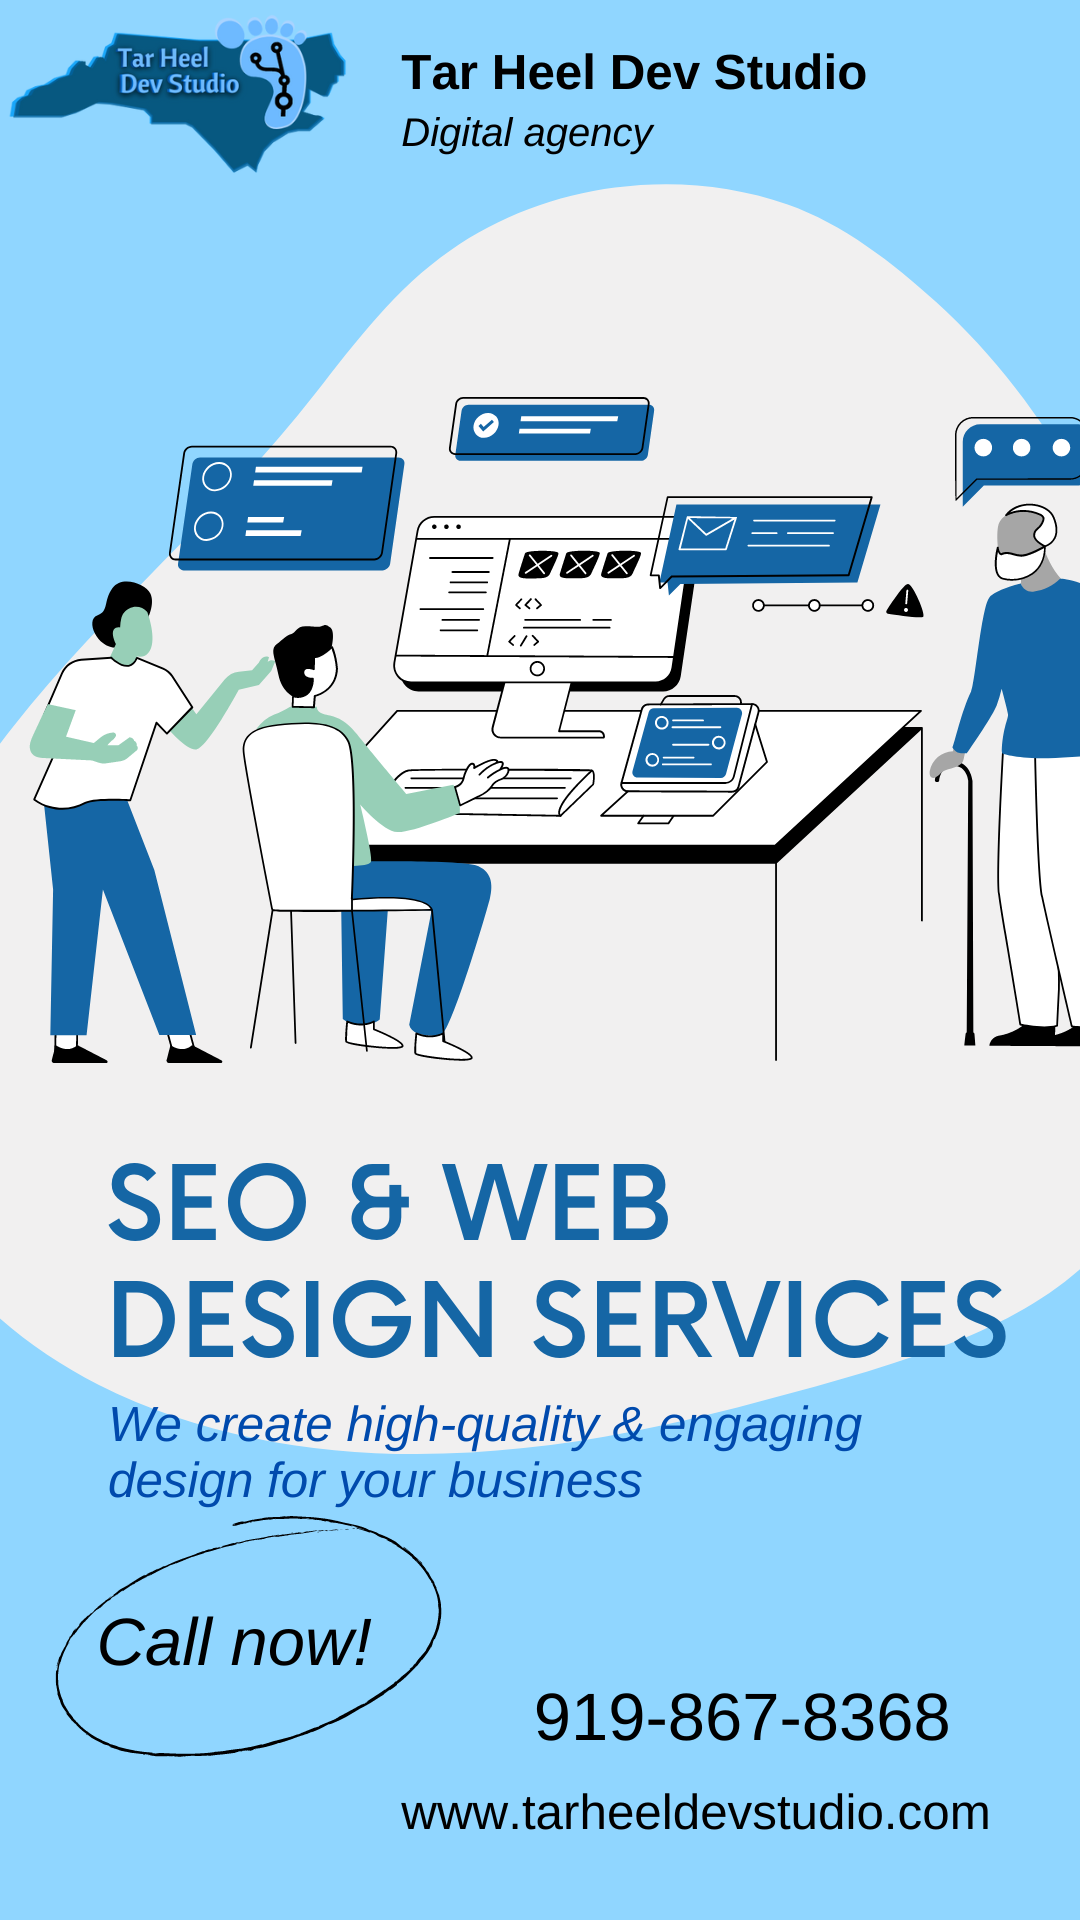 Tar Heel
Dev Studio
Tar Heel Dev Studio
Digital agency
SEO & WEB
DESIGN SERVICES
We create high-quality & engaging
design for your business
Call now!
919-867-8368
www.tarheeldevstudio.com